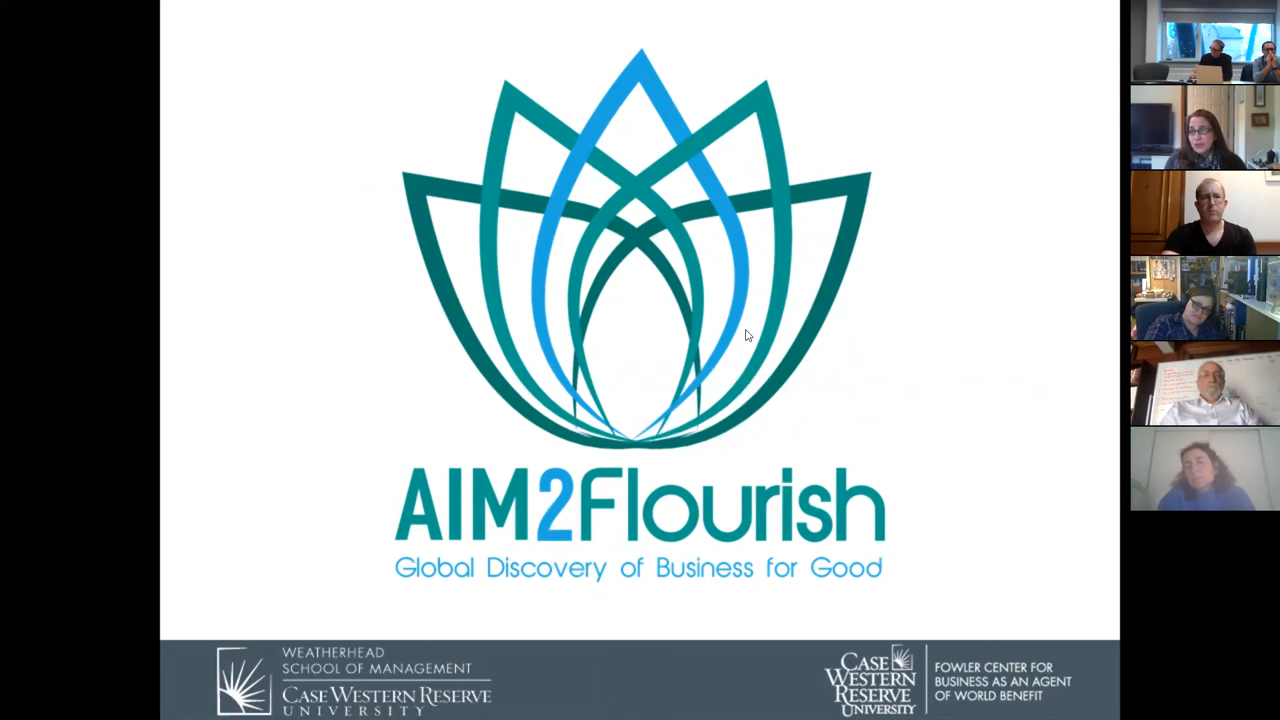 AIM2Flourish
Global Discovery of Business for Good
WEATHERHEAD
SCHOOL OF MANAGEMENT
CASE WESTERN RESERVE
UNIVERSITY
CASE
WESTERN
RESERVE
UNIVERSITY
FOWLER CENTER FOR
BUSINESS AS AN AGENT
OF WORLD BENEFIT